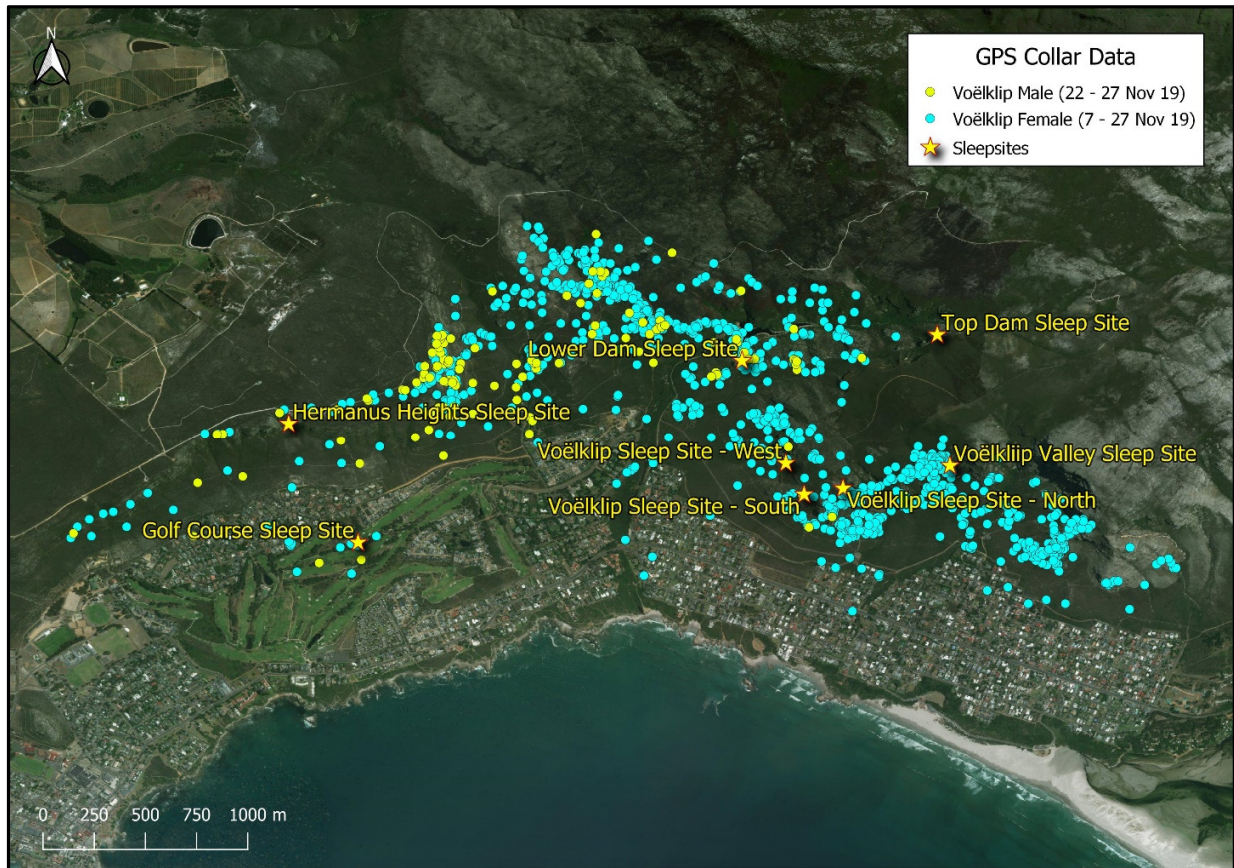 N
GPS Collar Data
Voëlklip Male (22 - 27 Nov 19)
Voëlklip Female (7 - 27 Nov 19)
Sleepsites
Top Dam Sleep Site
Lower Dam Sleep Site
Hermanus Heights Sleep Site
Voëlklip Sleep Site - West
Voëlkliip Valley Sleep Site
Voëlklip Sleep Site - South
Voëlklip Sleep Site - North
Golf Course Sleep Site
0 250 500 750 1000 m